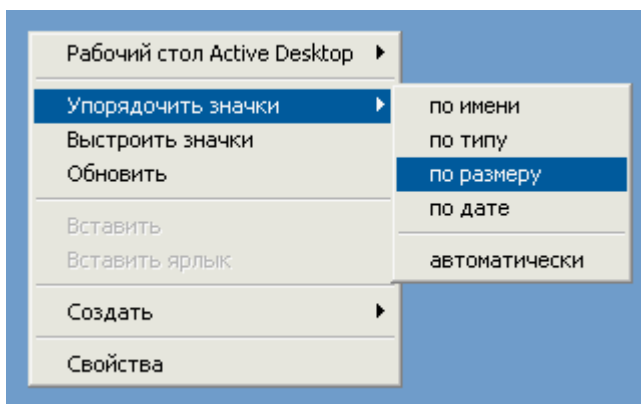 Рабочий стол Active Desktop
Упорядочить значки
Выстроить значки
Обновить
Вставить
Вставить ярлык
Создать
Свойства
по имени
по типу
по размеру
по дате
автоматически